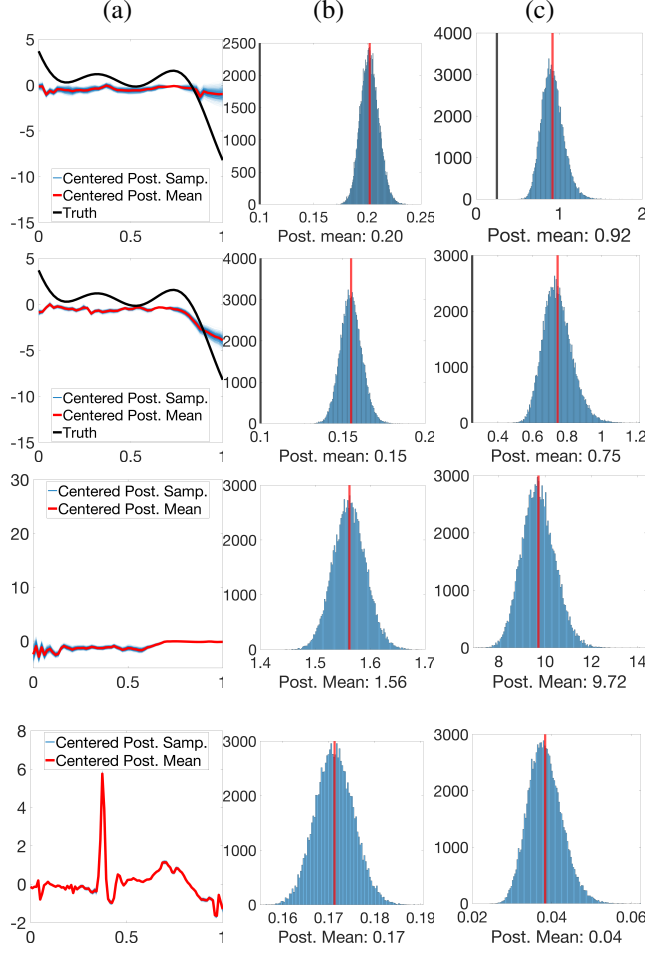 (a) (b) (c)
5
0
-5
-10
-15
0 0.5 1
Centered Post. Samp.
Centered Post. Mean
Truth
2500
2000
1500
1000
500
0
0.1 0.15 0.2 0.25
Post. mean: 0.20
4000
3000
2000
1000
0
0 1 2
Post. mean: 0.92
5
0
-5
-10
-15
0 0.5 1
Centered Post. Samp.
Centered Post. Mean
Truth
4000
3000
2000
1000
0
0.1 0.15 0.2
Post. mean: 0.15
3000
2000
1000
0
0.4 0.6 0.8 1 1.2
Post. mean: 0.75
30
20
10
0
0 0.5 1
Centered Post. Samp.
Centered Post. Mean
3000
2000
1000
0
1.4 1.5 1.6 1.7
Post. Mean: 1.56
3000
2000
1000
0
8 10 12 14
Post. Mean: 9.72
8
6
4
2
0
-2
0 0.5 1
Centered Post. Samp.
Centered Post. Mean
3000
2000
1000
0
0.16 0.17 0.18 0.19
Post. Mean: 0.17
3000
2000
1000
0
0.02 0.04 0.06
Post. Mean: 0.04